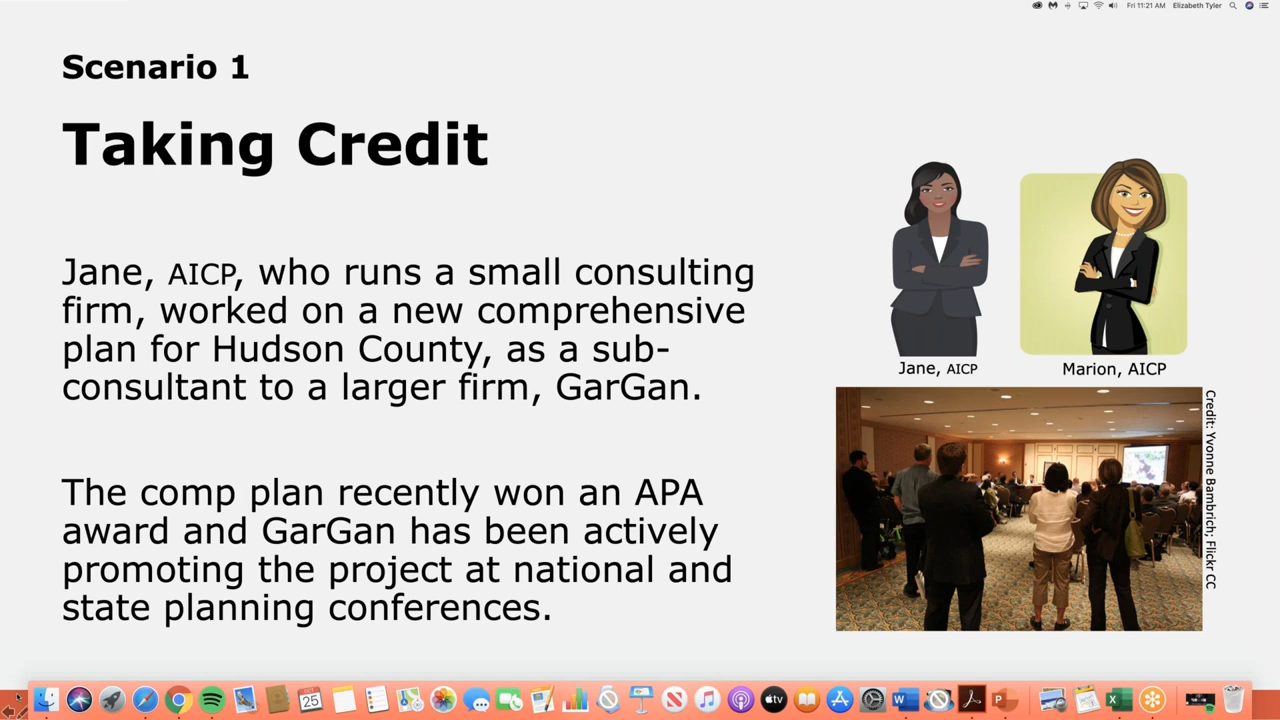 Fri 11:21 AM Elizabeth Tyler
Scenario 1
Taking Credit
Jane, AICP, who runs a small consulting
firm, worked on a new comprehensive
plan for Hudson County, as a sub-
consultant to a larger firm, GarGan.
The comp plan recently won an APA
award and GarGan has been actively
promoting the project at national and
state planning conferences.
Jane, AICP
Marion, AICP
Credit: Yvonne Bambrich; Flickr CC
OCT
25
tv
W
P
X